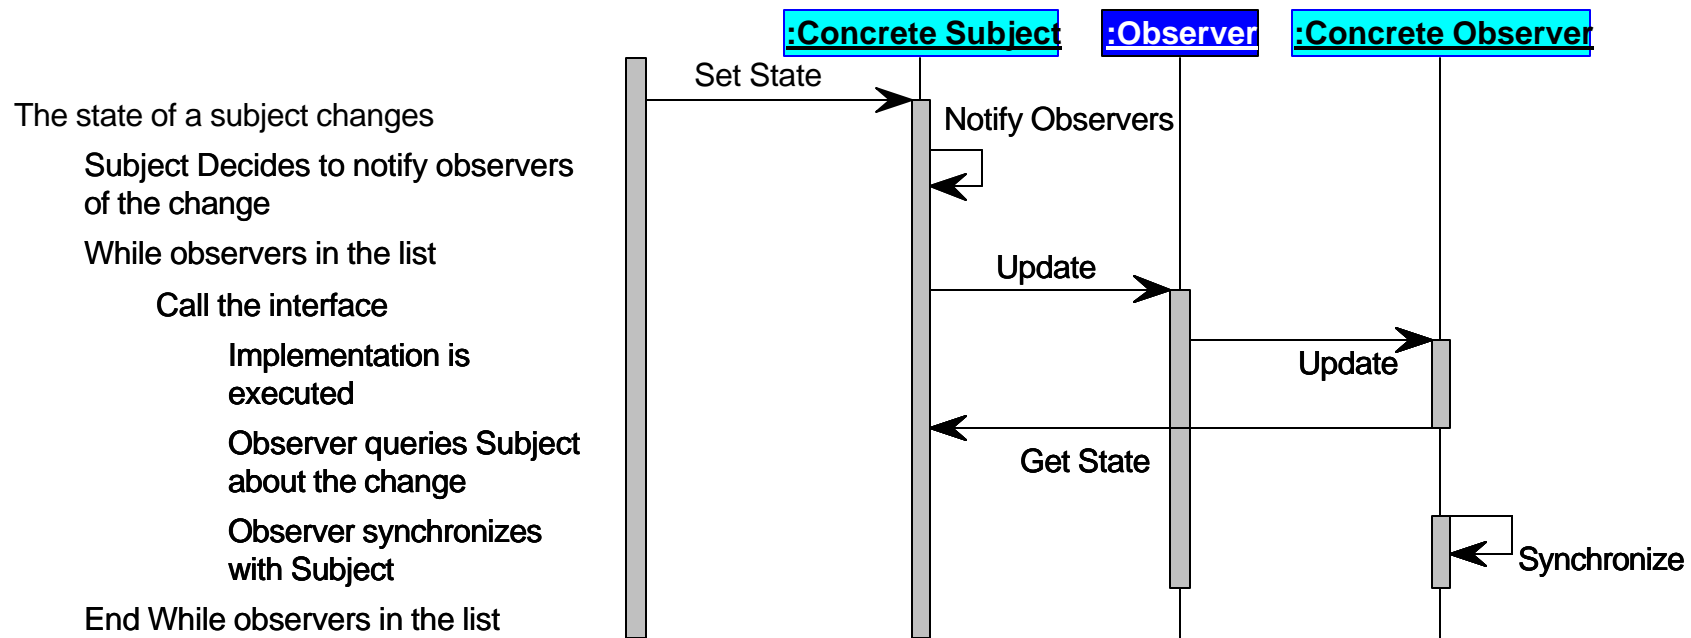 :Concrete Subject
:Observer
:Concrete Observer
Set State
The state of a subject changes
Notify Observers
Subject Decides to notify observers
of the change
While observers in the list
Update
Call the interface
Implementation is
executed
Update
Observer queries Subject
about the change
Get State
Observer synchronizes
with Subject
Synchronize
End While observers in the list